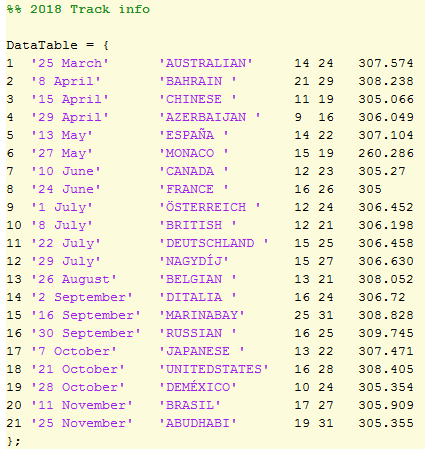 %% 2018 Track info
DataTable = {
1 '25 March' 'AUSTRALIAN' 14 24 307.574
2 '8 April' 'BAHRAIN ' 21 29 308.238
3 '15 April' 'CHINESE ' 11 19 305.066
4 '29 April' 'AZERBAIJAN ' 9 16 306.049
5 '13 May' 'ESPAÑA ' 14 22 307.104
6 '27 May' 'MONACO ' 15 19 260.286
7 '10 June' 'CANADA ' 12 23 305.27
8 '24 June' 'FRANCE ' 16 26 305
9 '1 July' 'ÖSTERREICH ' 12 24 306.452
10 '8 July' 'BRITISH ' 12 21 306.198
11 '22 July' 'DEUTSCHLAND ' 15 25 306.458
12 '29 July' 'NAGYDÍJ' 15 27 306.630
13 '26 August' 'BELGIAN ' 13 21 308.052
14 '2 September' 'DITALIA ' 16 24 306.72
15 '16 September' 'MARINABAY' 25 31 308.828
16 '30 September' 'RUSSIAN ' 16 25 309.745
17 '7 October' 'JAPANESE ' 13 22 307.471
18 '21 October' 'UNITEDSTATES' 16 28 308.405
19 '28 October' 'DEMÉXICO' 10 24 305.354
20 '11 November' 'BRASIL' 17 27 305.909
21 '25 November' 'ABUDHABI' 19 31 305.355
};